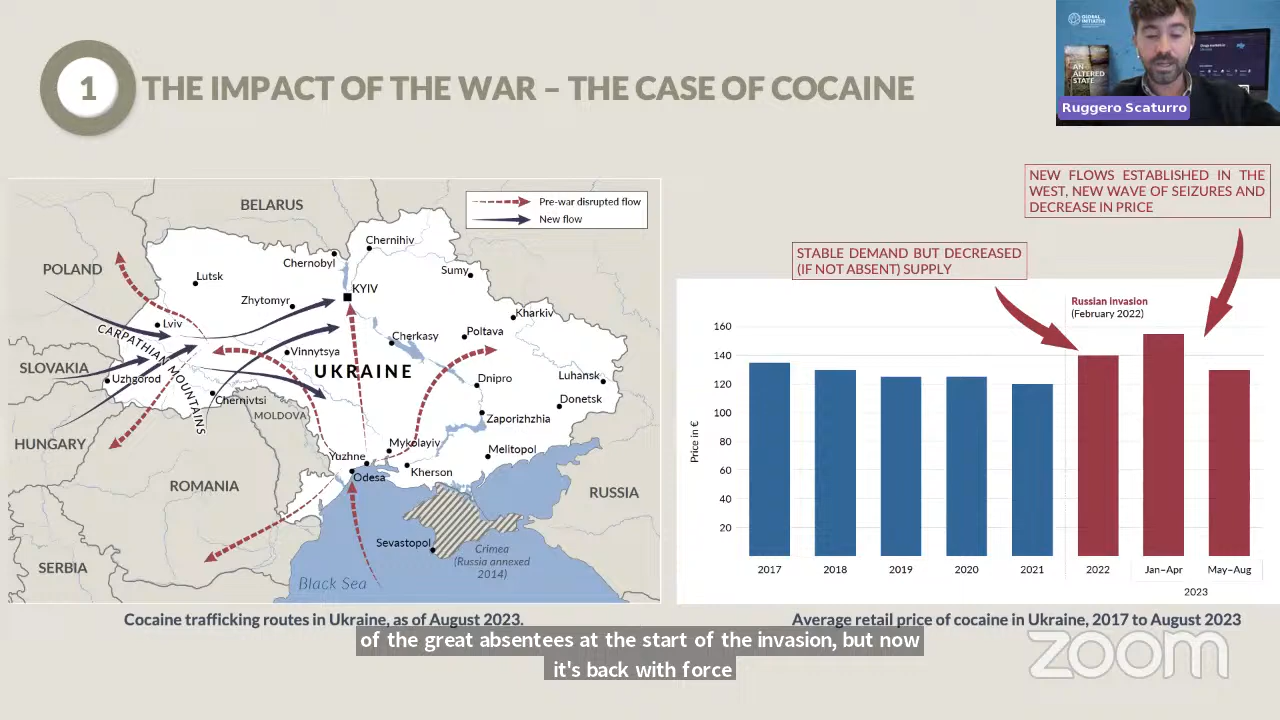 1
THE IMPACT OF THE WAR – THE CASE OF COCAINE
GLOBAL
INITIATIVE
AN
ALTERED
STATE
Ruggero Scaturro
Pre-war disrupted flow
New flow
BELARUS
POLAND
SLOVAKIA
HUNGARY
ROMANIA
SERBIA
MOLDOVA
RUSSIA
UKRAINE
CARPATHIAN MOUNTAINS
Chernihiv
Chernobyl
Lutsk
Sumy
Zhytomyr
KYIV
Kharkiv
Lviv
Cherkasy
Poltava
Vinnytsya
Uzhgorod
Dnipro
Luhansk
Chernivtsi
Donetsk
Zaporizhzhia
Mykolayiv
Melitopol
Yuzhne
Kherson
Odesa
Sevastopol
Crimea
(Russia annexed
2014)
Black Sea
Cocaine trafficking routes in Ukraine, as of August 2023.
NEW FLOWS ESTABLISHED IN THE
WEST, NEW WAVE OF SEIZURES AND
DECREASE IN PRICE
STABLE DEMAND BUT DECREASED
(IF NOT ABSENT) SUPPLY
Russian invasion
(February 2022)
Price in €
160
140
120
100
80
60
40
20
2017
2018
2019
2020
2021
2022
Jan–Apr
May–Aug
2023
Average retail price of cocaine in Ukraine, 2017 to August 2023
of the great absentees at the start of the invasion, but now
it's back with force
zoom